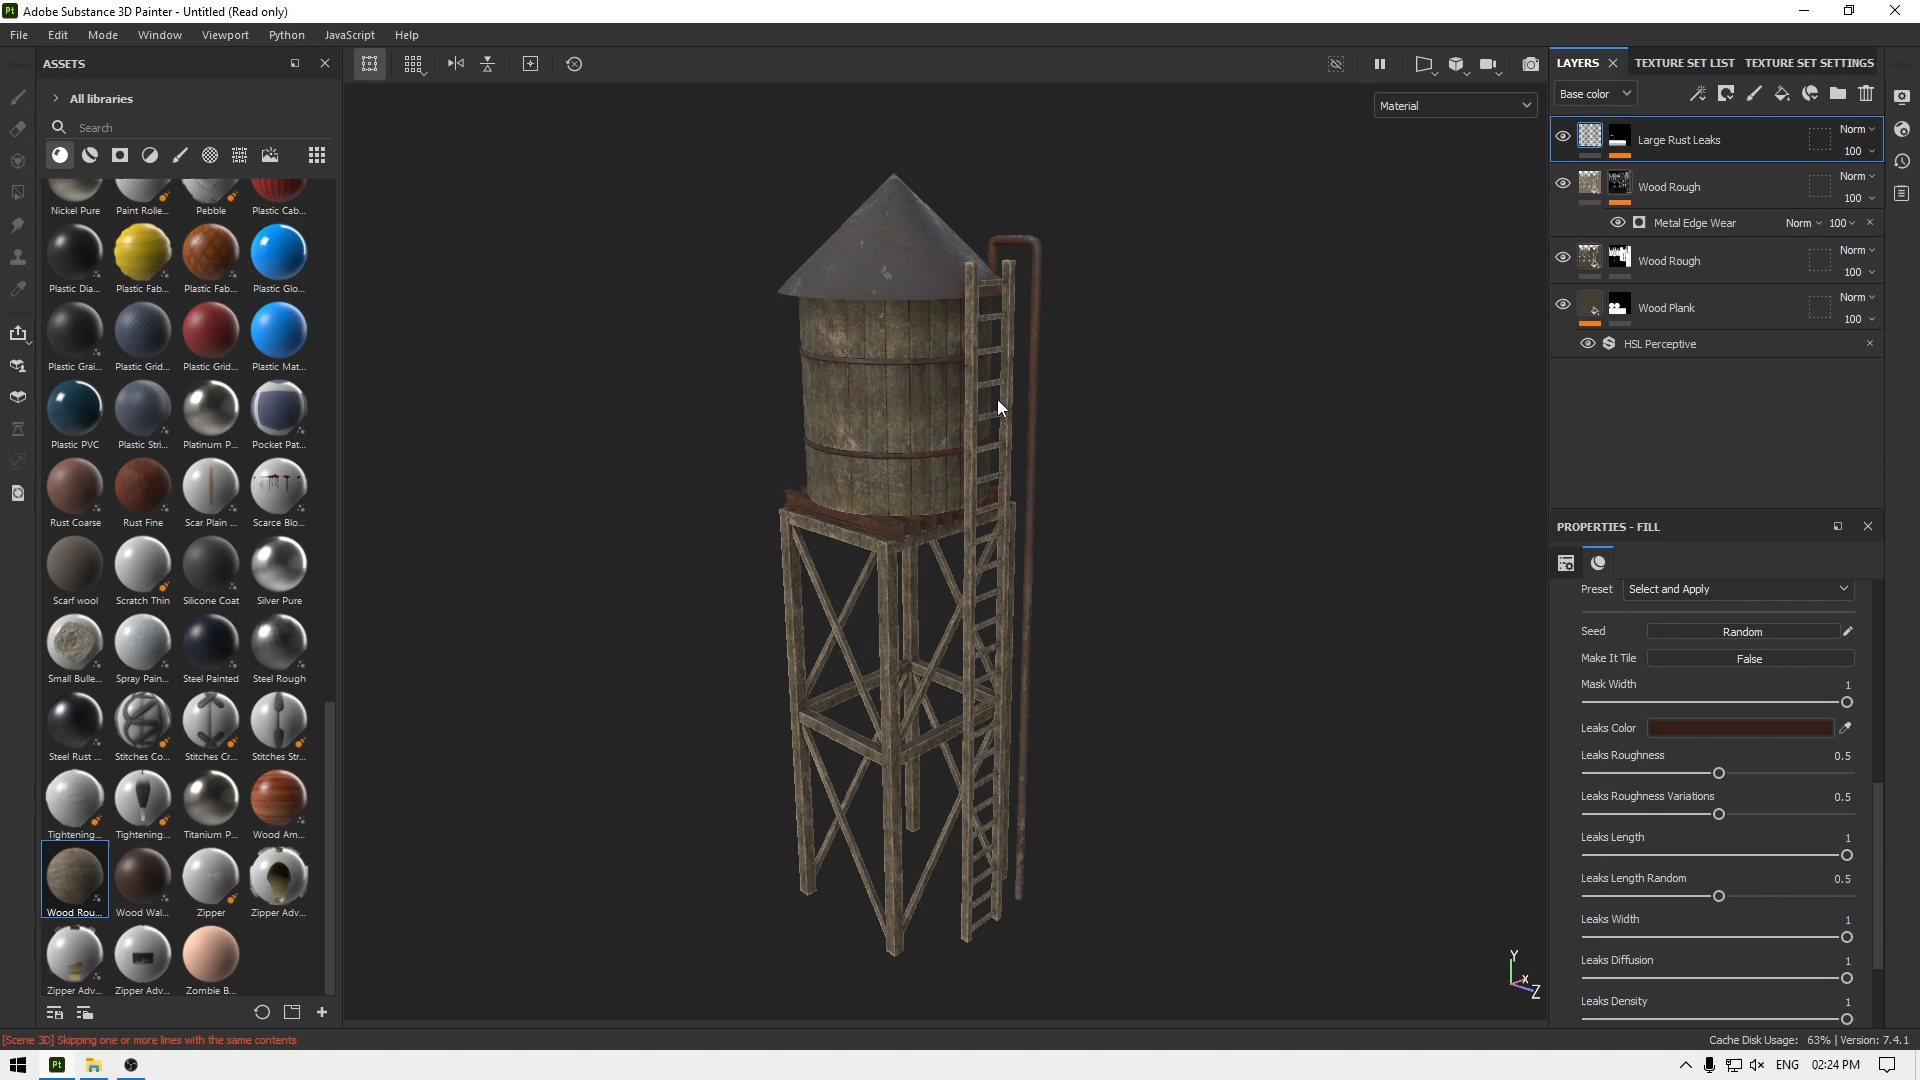 Pt Adobe Substance 3D Painter - Untitled (Read only)
File Edit Mode Window Viewport Python JavaScript Help
ASSETS
All libraries
Search
Nickel Pure Paint Rolle... Pebble Plastic Cab...
Plastic Dia... Plastic Fab... Plastic Fab... Plastic Glo...
Plastic Grai... Plastic Grid... Plastic Grid... Plastic Mat...
Plastic PVC Plastic Stri... Platinum P... Pocket Pat...
Rust Coarse Rust Fine Scar Plain ... Scarce Blo...
Scarf wool Scratch Thin Silicone Coat Silver Pure
Small Bulle... Spray Pain... Steel Painted Steel Rough
Steel Rust ... Stitches Co... Stitches Cr... Stitches Str...
Tightening... Tightening... Titanium P... Wood Am...
Wood Rou... Wood Wal... Zipper Zipper Adv...
Zipper Adv... Zipper Adv... Zombie B...
Material
Y
X
Z
LAYERS TEXTURE SET LIST TEXTURE SET SETTINGS
Base color
Large Rust Leaks Norm 100
Wood Rough Norm 100
Metal Edge Wear Norm 100
Wood Rough Norm 100
Wood Plank Norm 100
HSL Perceptive
PROPERTIES - FILL
Preset Select and Apply
Seed Random
Make It Tile False
Mask Width 1
Leaks Color
Leaks Roughness 0.5
Leaks Roughness Variations 0.5
Leaks Length 1
Leaks Length Random 0.5
Leaks Width 1
Leaks Diffusion 1
Leaks Density 1
[Scene 3D] Skipping one or more lines with the same contents
Cache Disk Usage: 63% | Version: 7.4.1
Pt
ENG 02:24 PM